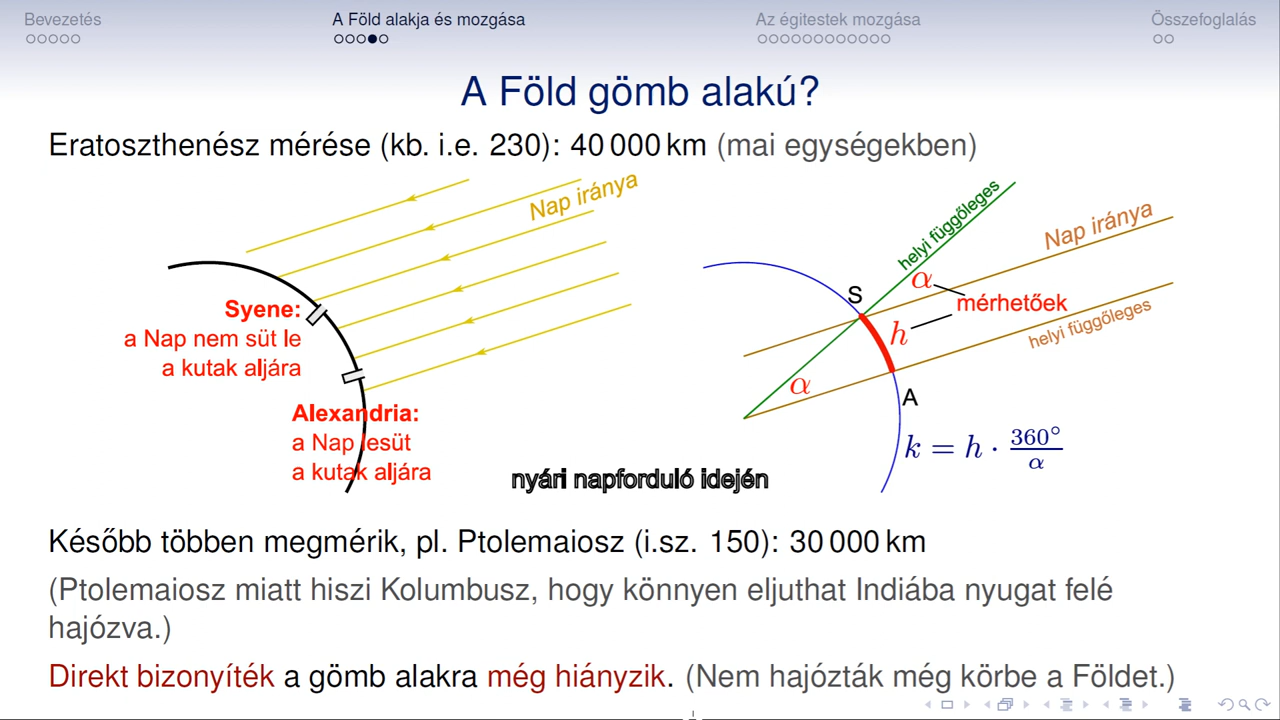 Bevezetés
A Föld alakja és mozgása
Az égitestek mozgása
Összefoglalás
A Föld gömb alakú?
Eratoszthenész mérése (kb. i.e. 230): 40 000 km (mai egységekben)
Nap iránya
Syene:
a Nap nem süt le
a kutak aljára
Alexandria:
a Nap lesüt
a kutak aljára
nyári napforduló idején
helyi függőleges
Nap iránya
S
α
mérhetőek
h
helyi függőleges
α
A
k = h · 360°/α
Később többen megmérik, pl. Ptolemaiosz (i.sz. 150): 30 000 km
(Ptolemaiosz miatt hiszi Kolumbusz, hogy könnyen eljuthat Indiába nyugat felé
hajózva.)
Direkt bizonyíték a gömb alakra még hiányzik. (Nem hajózták még körbe a Földet.)